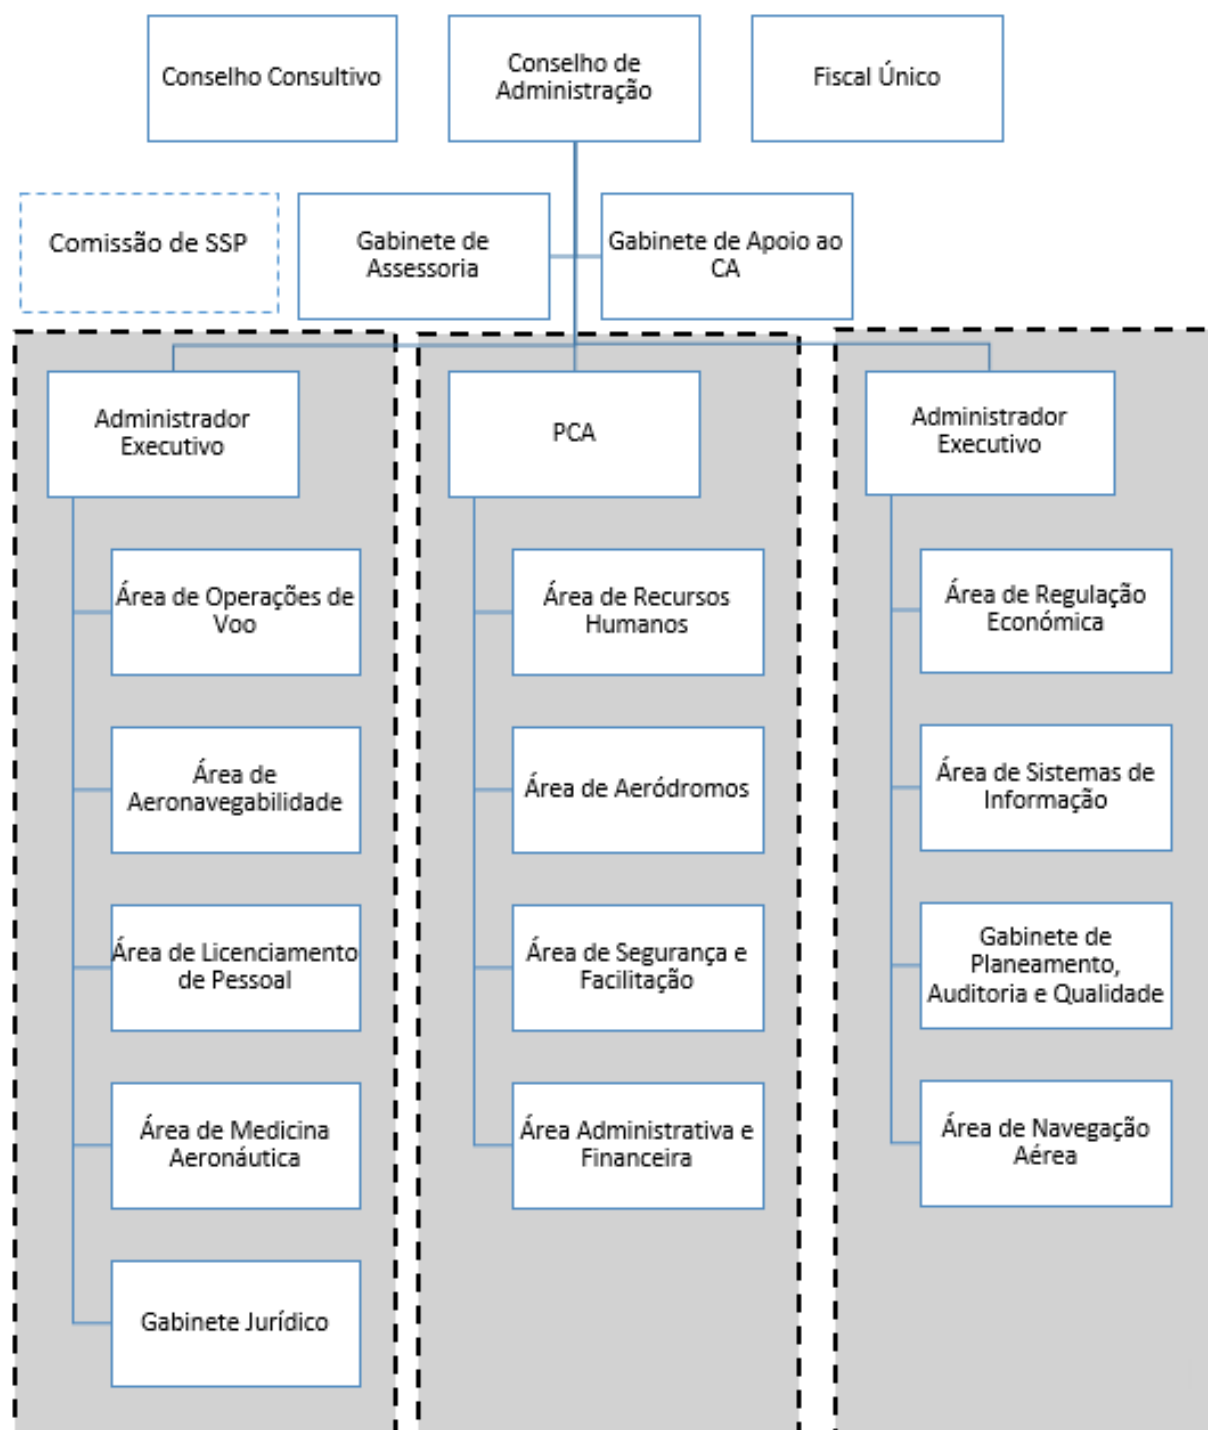 Conselho Consultivo
Conselho de
Administração
Fiscal Único
Comissão de SSP
Gabinete de
Assessoria
Gabinete de Apoio ao
CA
Administrador
Executivo
Área de Operações de
Voo
Área de
Aeronavegabilidade
Área de Licenciamento
de Pessoal
Área de Medicina
Aeronáutica
Gabinete Jurídico
PCA
Área de Recursos
Humanos
Área de Aeródromos
Área de Segurança e
Facilitação
Área Administrativa e
Financeira
Administrador
Executivo
Área de Regulação
Económica
Área de Sistemas de
Informação
Gabinete de
Planeamento,
Auditoria e Qualidade
Área de Navegação
Aérea